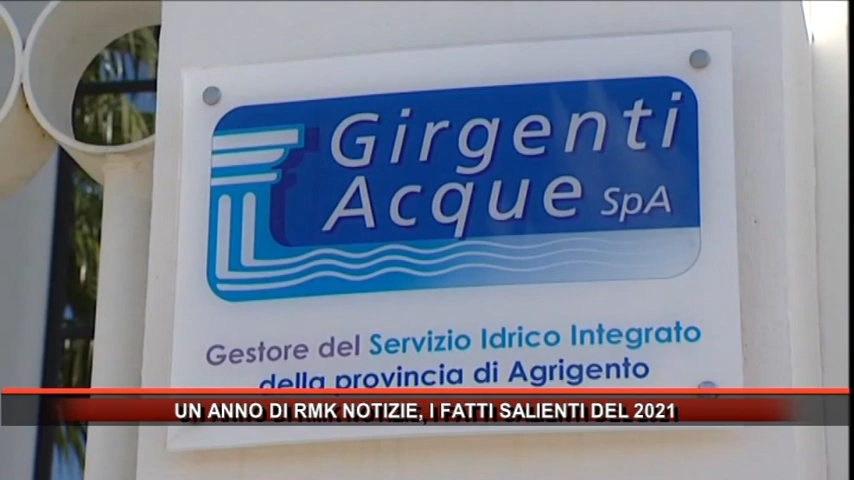 Girgenti
Acque SpA
Gestore del Servizio Idrico Integrato
della provincia di Agrigento
UN ANNO DI RMK NOTIZIE, I FATTI SALIENTI DEL 2021